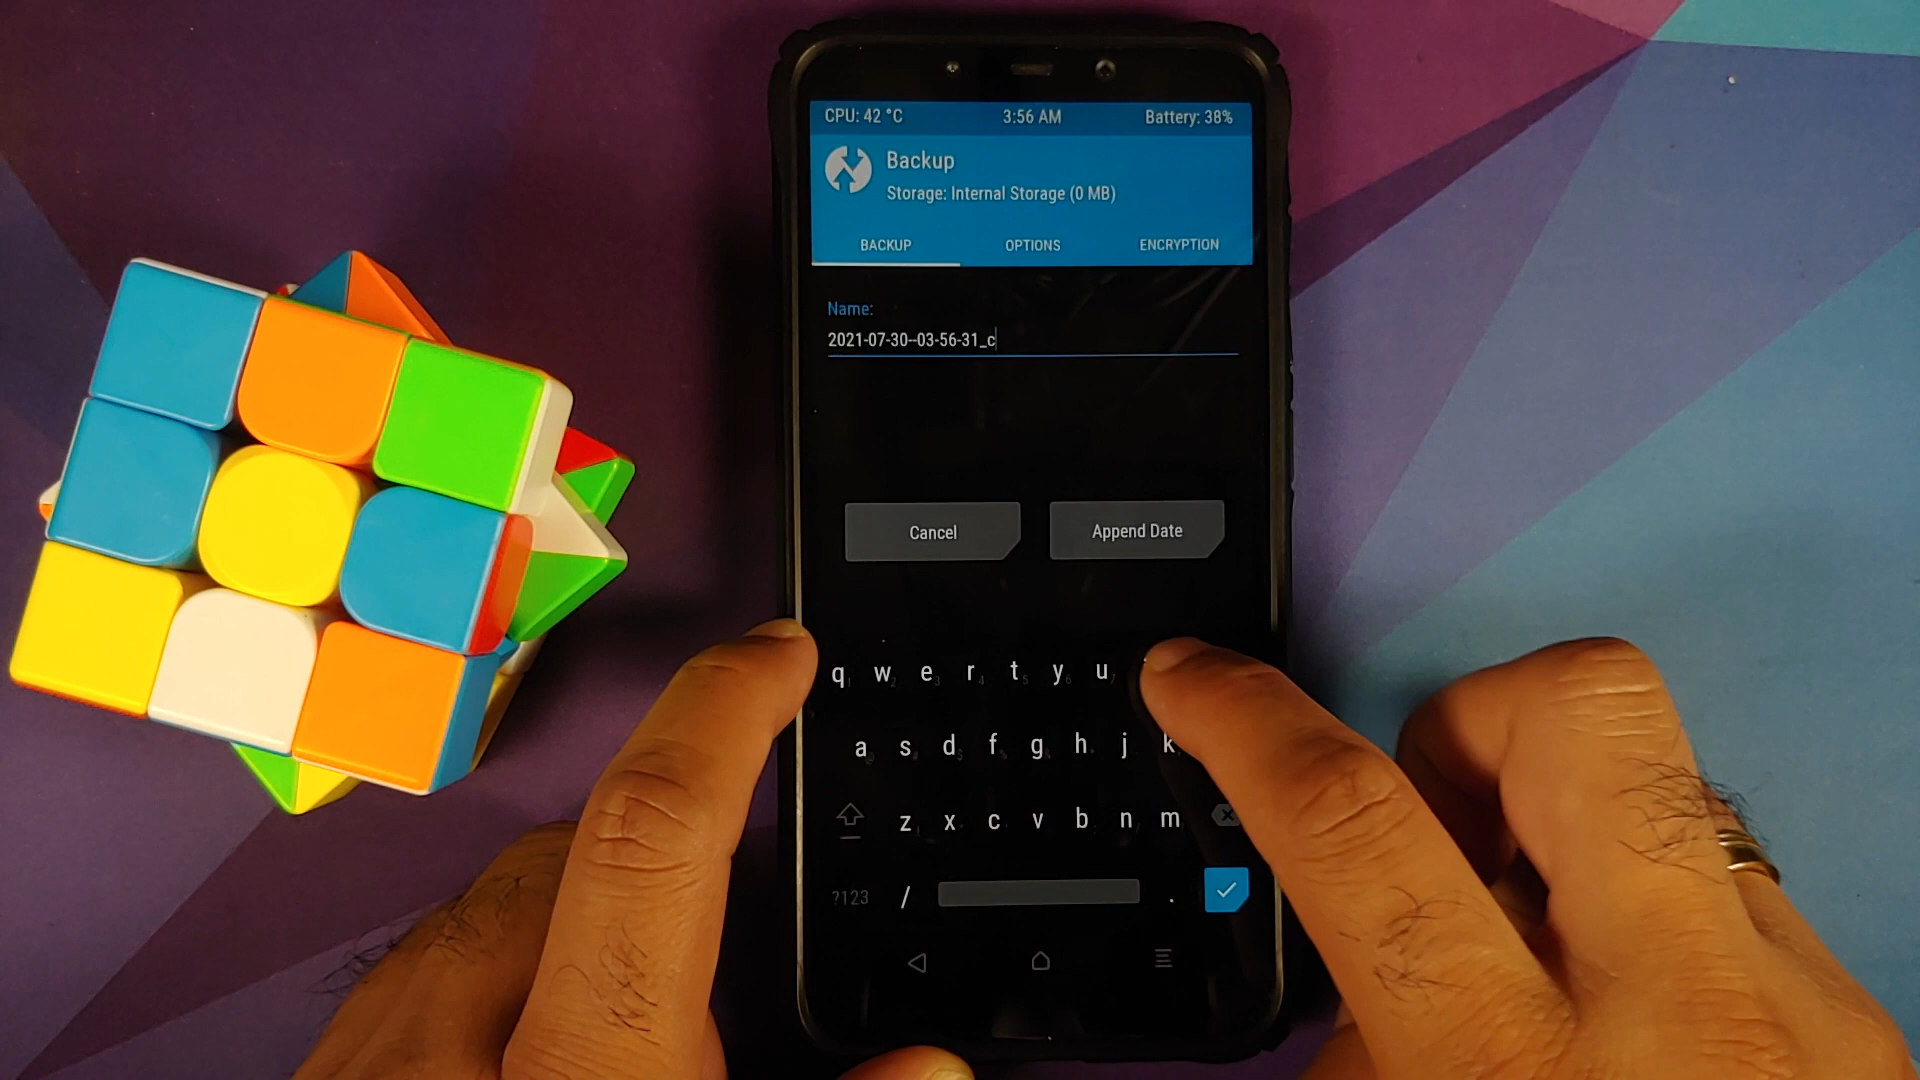 CPU: 42 °C 3:56 AM Battery: 38%
Backup
Storage: Internal Storage (0 MB)
BACKUP OPTIONS ENCRYPTION
Name:
2021-07-30--03-56-31_c
Cancel Append Date
q w e r t y u
a s d f g h j k
z x c v b n m
?123 / .